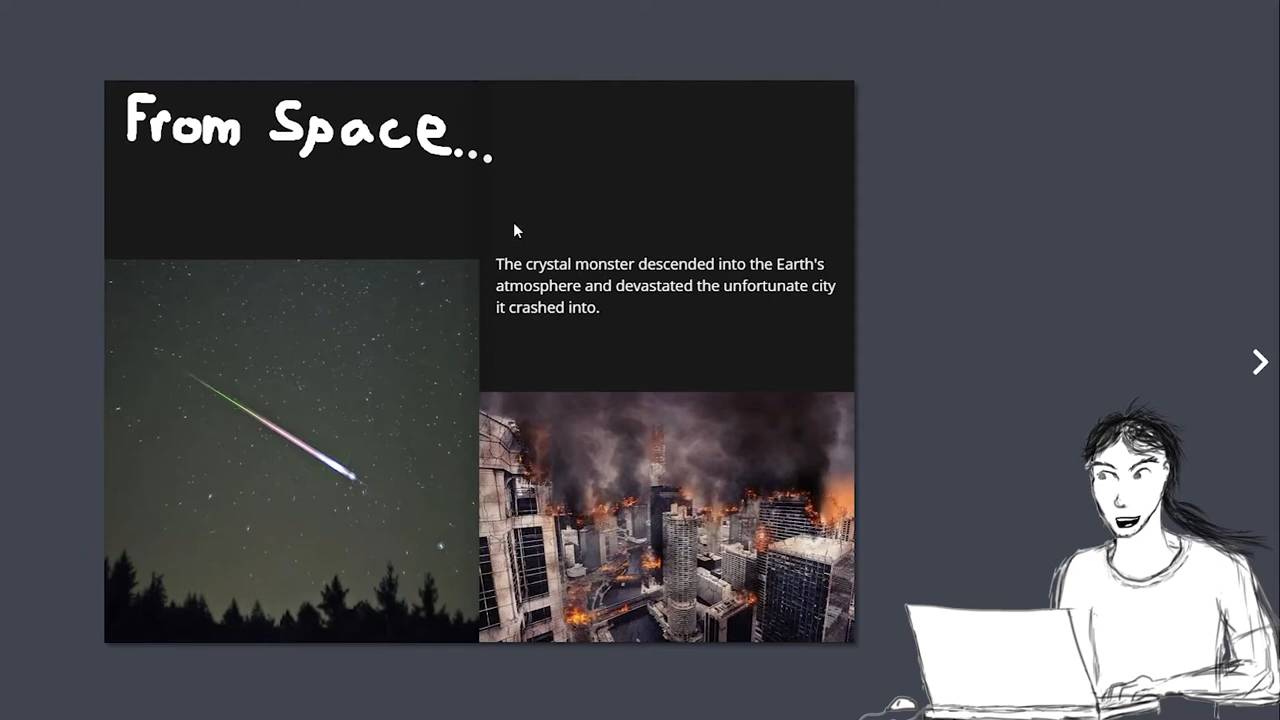 From Space...
The crystal monster descended into the Earth's
atmosphere and devastated the unfortunate city
it crashed into.